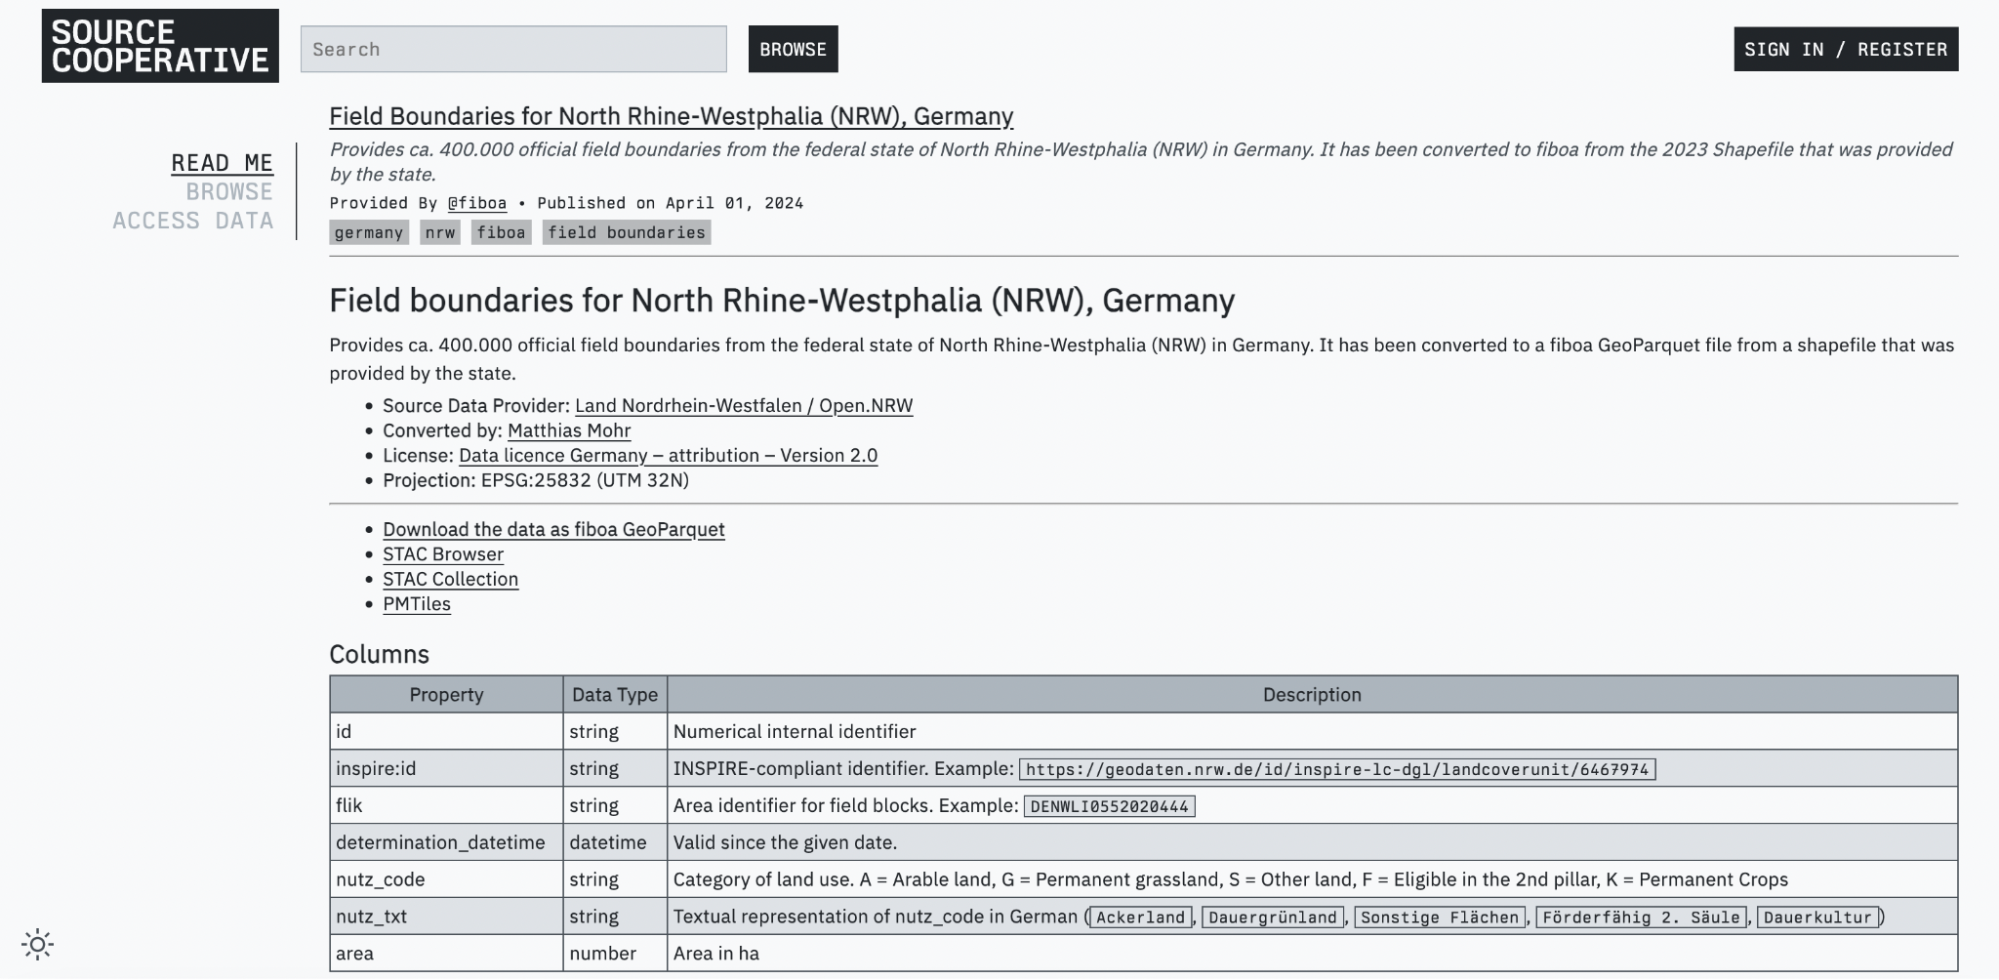 SOURCE
COOPERATIVE
Search
BROWSE
SIGN IN / REGISTER
READ ME
BROWSE
ACCESS DATA
Field Boundaries for North Rhine-Westphalia (NRW), Germany
Provides ca. 400.000 official field boundaries from the federal state of North Rhine-Westphalia (NRW) in Germany. It has been converted to fiboa from the 2023 Shapefile that was provided
by the state.
Provided By @fiboa • Published on April 01, 2024
germany nrw fiboa field boundaries
Field boundaries for North Rhine-Westphalia (NRW), Germany
Provides ca. 400.000 official field boundaries from the federal state of North Rhine-Westphalia (NRW) in Germany. It has been converted to a fiboa GeoParquet file from a shapefile that was
provided by the state.
• Source Data Provider: Land Nordrhein-Westfalen / Open.NRW
• Converted by: Matthias Mohr
• License: Data licence Germany – attribution – Version 2.0
• Projection: EPSG:25832 (UTM 32N)
• Download the data as fiboa GeoParquet
• STAC Browser
• STAC Collection
• PMTiles
Columns
Property Data Type Description
id string Numerical internal identifier
inspire:id string INSPIRE-compliant identifier. Example: https://geodaten.nrw.de/id/inspire-lc-dgl/landcoverunit/6467974
flik string Area identifier for field blocks. Example: DENWLI0552020444
determination_datetime datetime Valid since the given date.
nutz_code string Category of land use. A = Arable land, G = Permanent grassland, S = Other land, F = Eligible in the 2nd pillar, K = Permanent Crops
nutz_txt string Textual representation of nutz_code in German (Ackerland, Dauergrünland, Sonstige Flächen, Förderfähig 2. Säule, Dauerkultur)
area number Area in ha